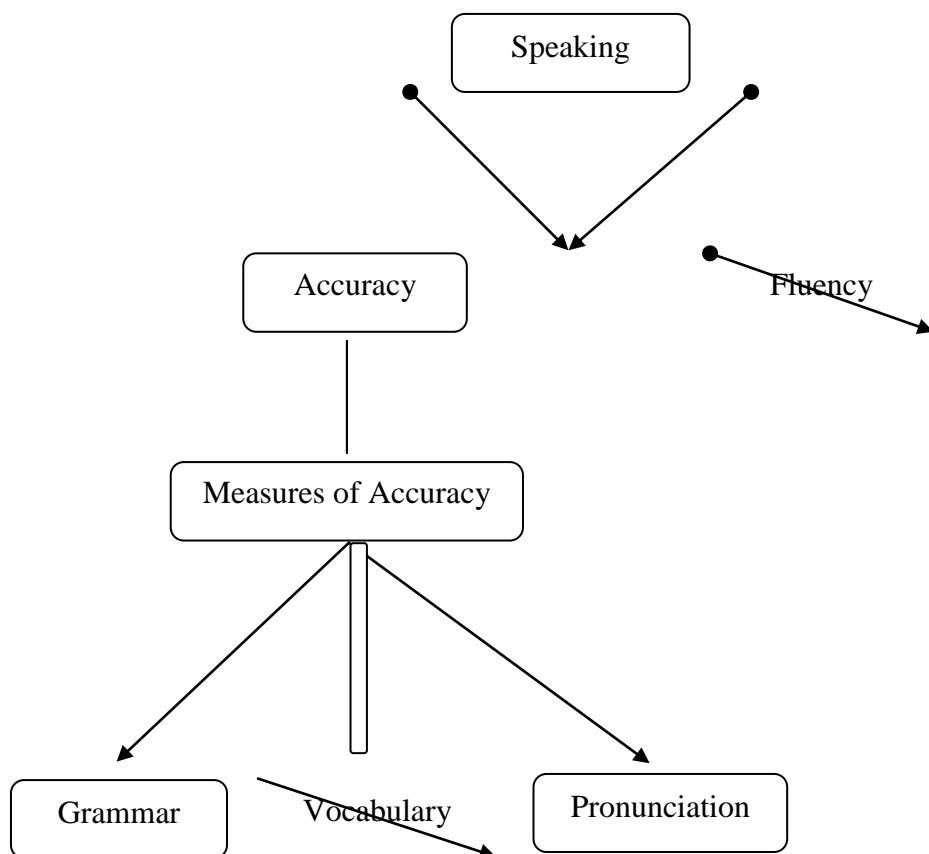 Speaking
Accuracy
Fluency
Measures of Accuracy
Grammar
Vocabulary
Pronunciation